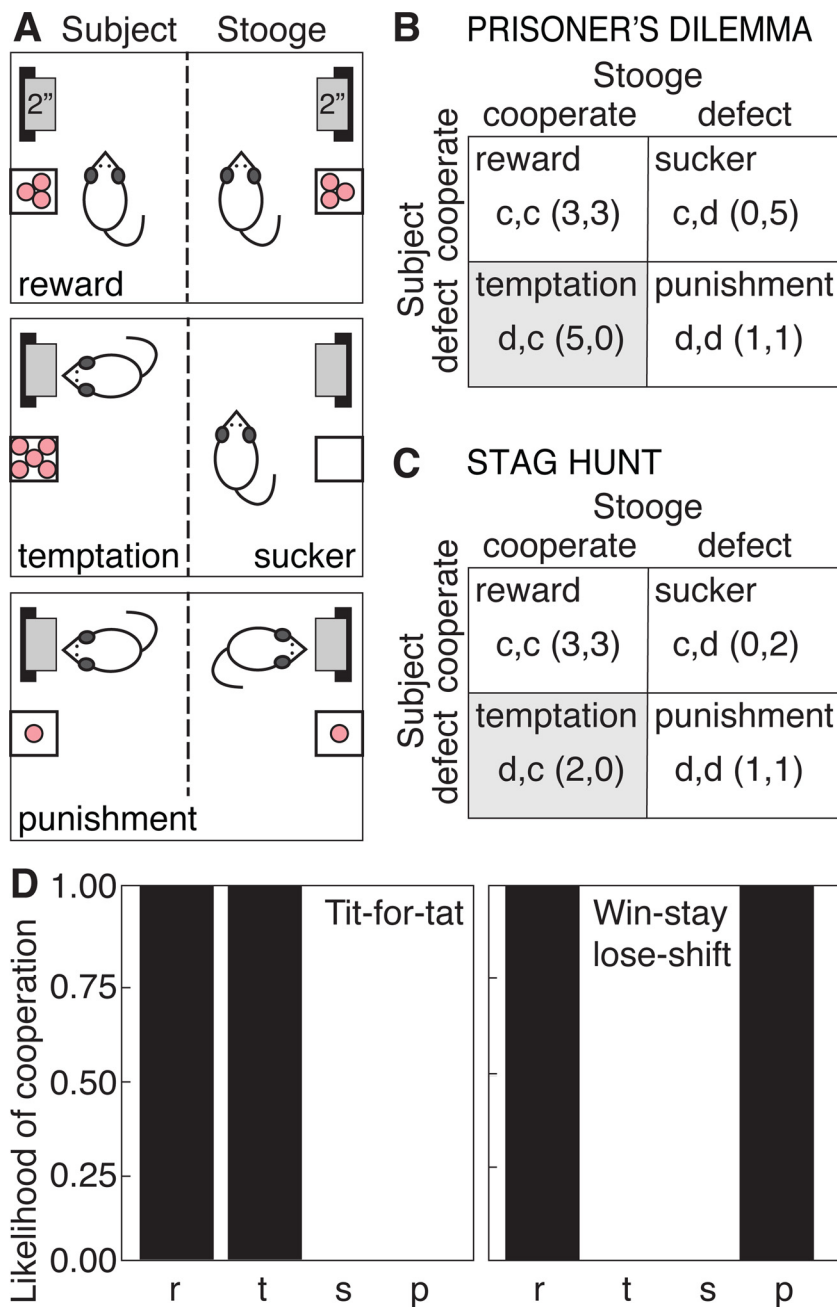 A Subject Stooge
2” 2”
reward
temptation sucker
punishment
B PRISONER’S DILEMMA
Stooge
cooperate defect
Subject
cooperate
defect
reward sucker
c,c (3,3) c,d (0,5)
temptation punishment
d,c (5,0) d,d (1,1)
C STAG HUNT
Stooge
cooperate defect
Subject
cooperate
defect
reward sucker
c,c (3,3) c,d (0,2)
temptation punishment
d,c (2,0) d,d (1,1)
D
Likelihood of cooperation
1.00
0.75
0.50
0.25
0.00
Tit-for-tat
r t s p
Win-stay
lose-shift
r t s p